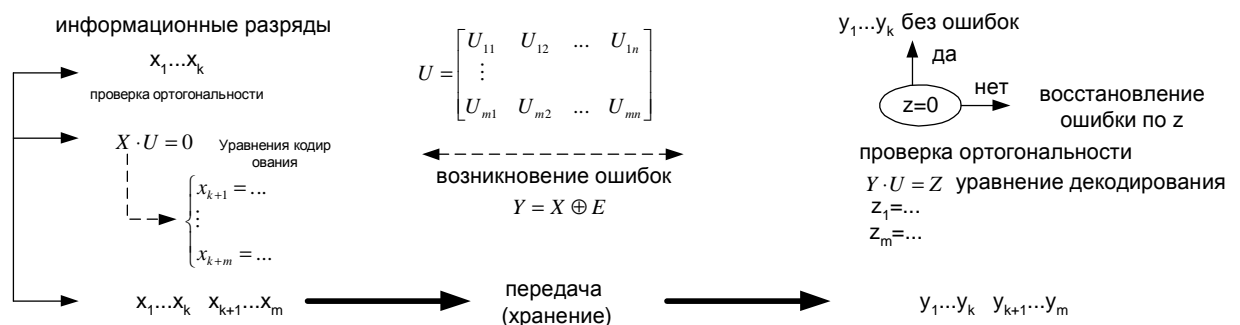 информационные разряды
x₁...xₖ
проверка ортогональности
X · U = 0 Уравнения кодир
ования
xₖ₊₁ = ...
⋮
xₖ₊ₘ = ...
x₁...xₖ xₖ₊₁...xₘ
U = [U₁₁ U₁₂ ... U₁ₙ
⋮
Uₘ₁ Uₘ₂ ... Uₘₙ]
возникновение ошибок
Y = X ⊕ E
передача
(хранение)
y₁...yₖ без ошибок
да
z=0
нет
восстановление
ошибки по z
проверка ортогональности
Y · U = Z уравнение декодирования
z₁=...
zₘ=...
y₁...yₖ yₖ₊₁...yₘ